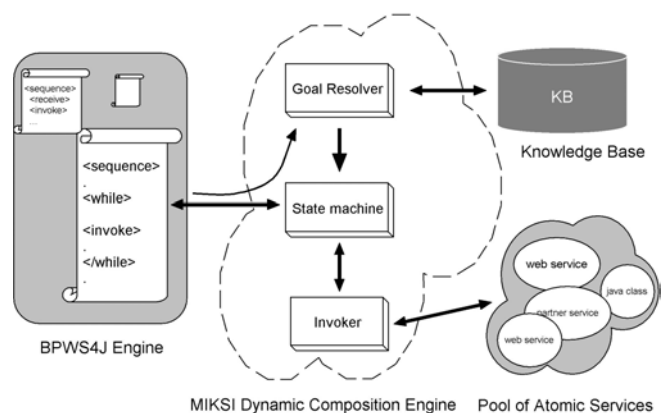 <sequence>
<receive>
<invoke>
....
<sequence>
.
<while>
<invoke>
.
</while>
.
BPWS4J Engine
Goal Resolver
State machine
Invoker
MIKSI Dynamic Composition Engine
KB
Knowledge Base
web service
java class
partner service
web service
Pool of Atomic Services